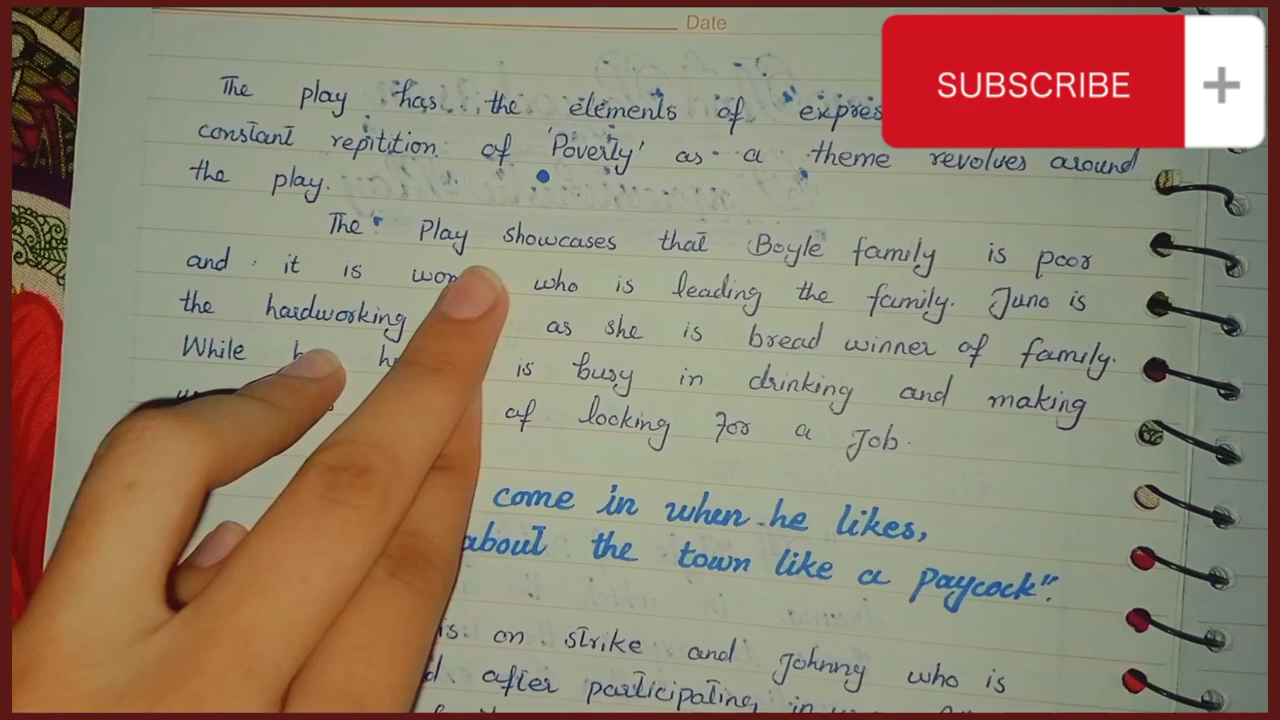 Date
SUBSCRIBE
The play has the elements of
constant repitition of 'Poverty' as a theme revolves around
the play.
The Play showcases that Boyle family is poor
and it is who is leading the family. Juno is
the hardworking as she is bread winner of family.
While is busy in drinking and making
of looking for a Job.
come in when he likes,
about the town like a paycock".
is on strike and Johnny who is
after participating in